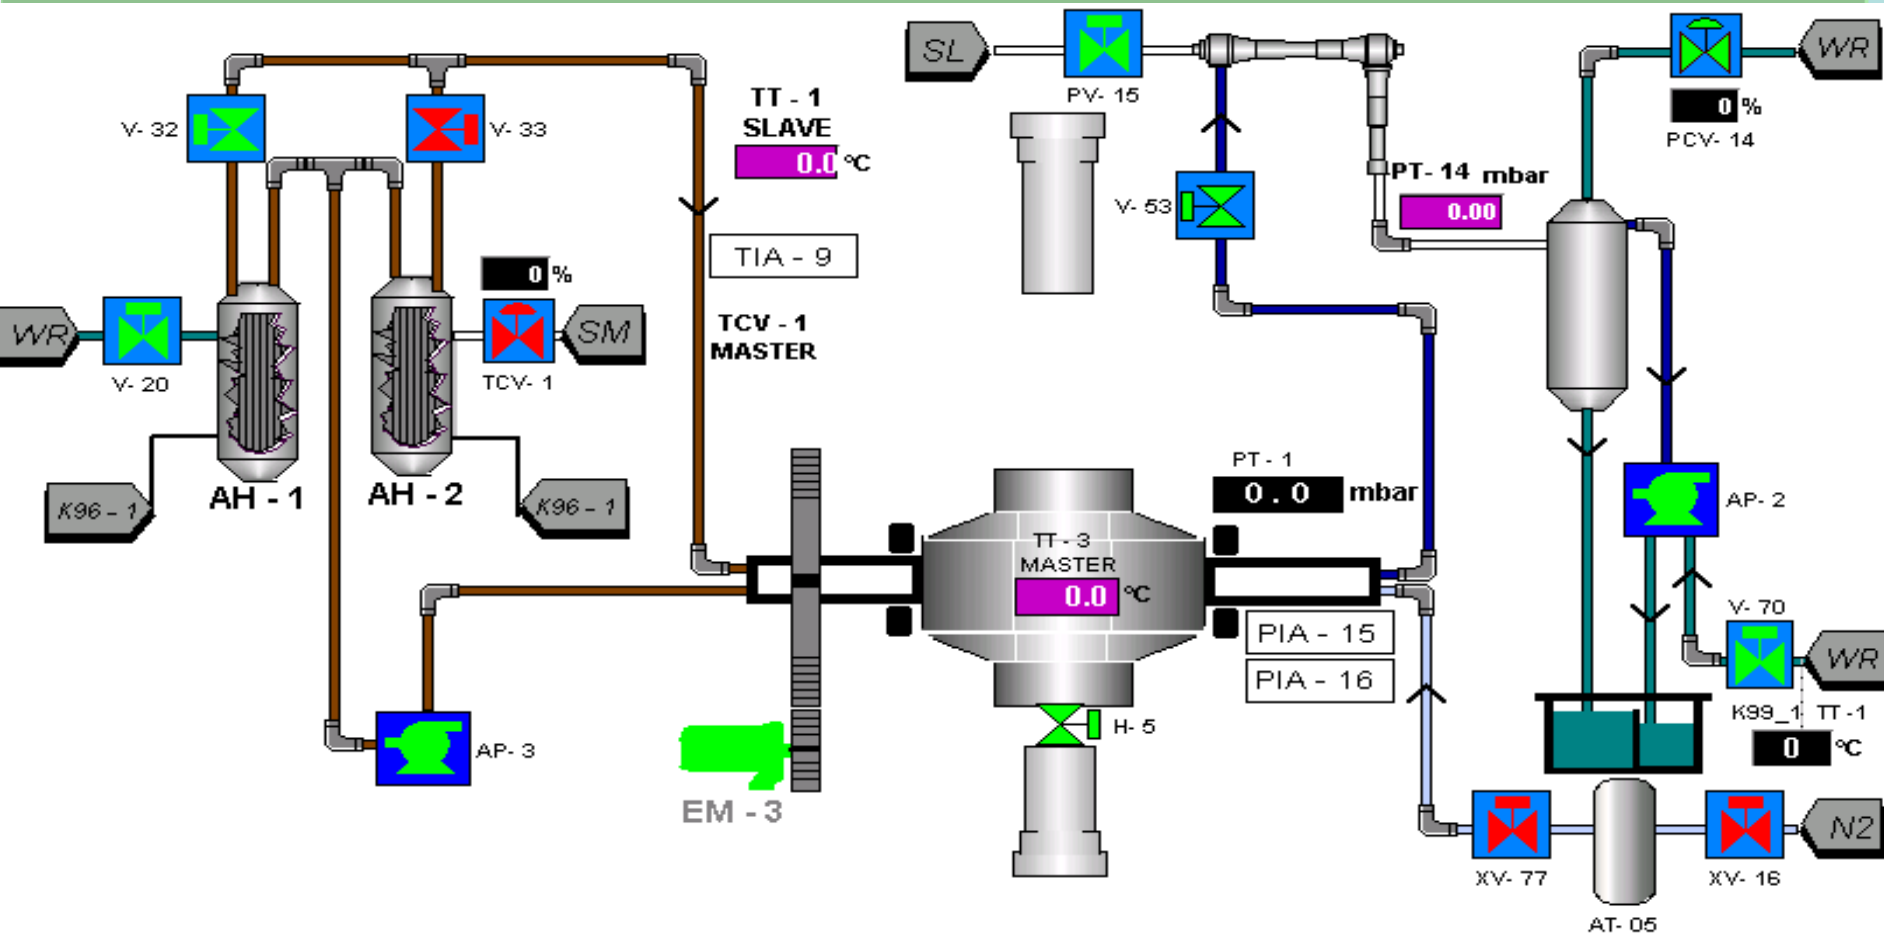 SL
PV- 15
WR
0 %
PCV- 14
V- 32
V- 33
TT - 1
SLAVE
0.0 °C
PT- 14 mbar
0.00
V- 53
TIA - 9
0 %
WR
V- 20
TCV- 1
SM
TCV - 1
MASTER
K96 - 1
AH - 1
AH - 2
K96 - 1
PT - 1
0.0 mbar
AP- 2
TT - 3
MASTER
0.0 °C
PIA - 15
PIA - 16
V- 70
WR
K99_1 TT -1
0 °C
H- 5
AP- 3
EM - 3
XV- 77
XV- 16
N2
AT- 05